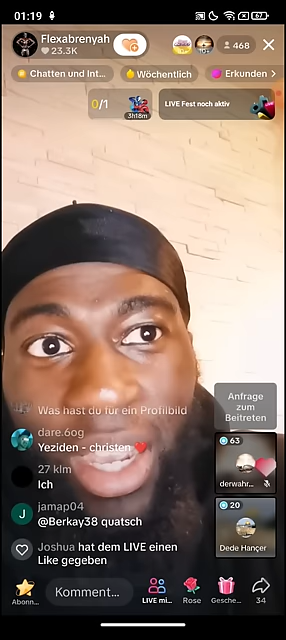 01:19
67
Flexabrenyah
23.3K
10+
468
Chatten und Int...
Wöchentlich
Erkunden >
0/1
3h18m
LIVE Fest noch aktiv
Was hast du für ein Profilbild
Anfrage
zum
Beitreten
dare.6og
Yeziden - christen ❤️
63
derwahr...
27 klm
Ich
J
jamap04
@Berkay38 quatsch
20
Dede Hançer
Joshua hat dem LIVE einen
Like gegeben
Abonn...
Komment...
LIVE mi...
Rose
Gesche...
34